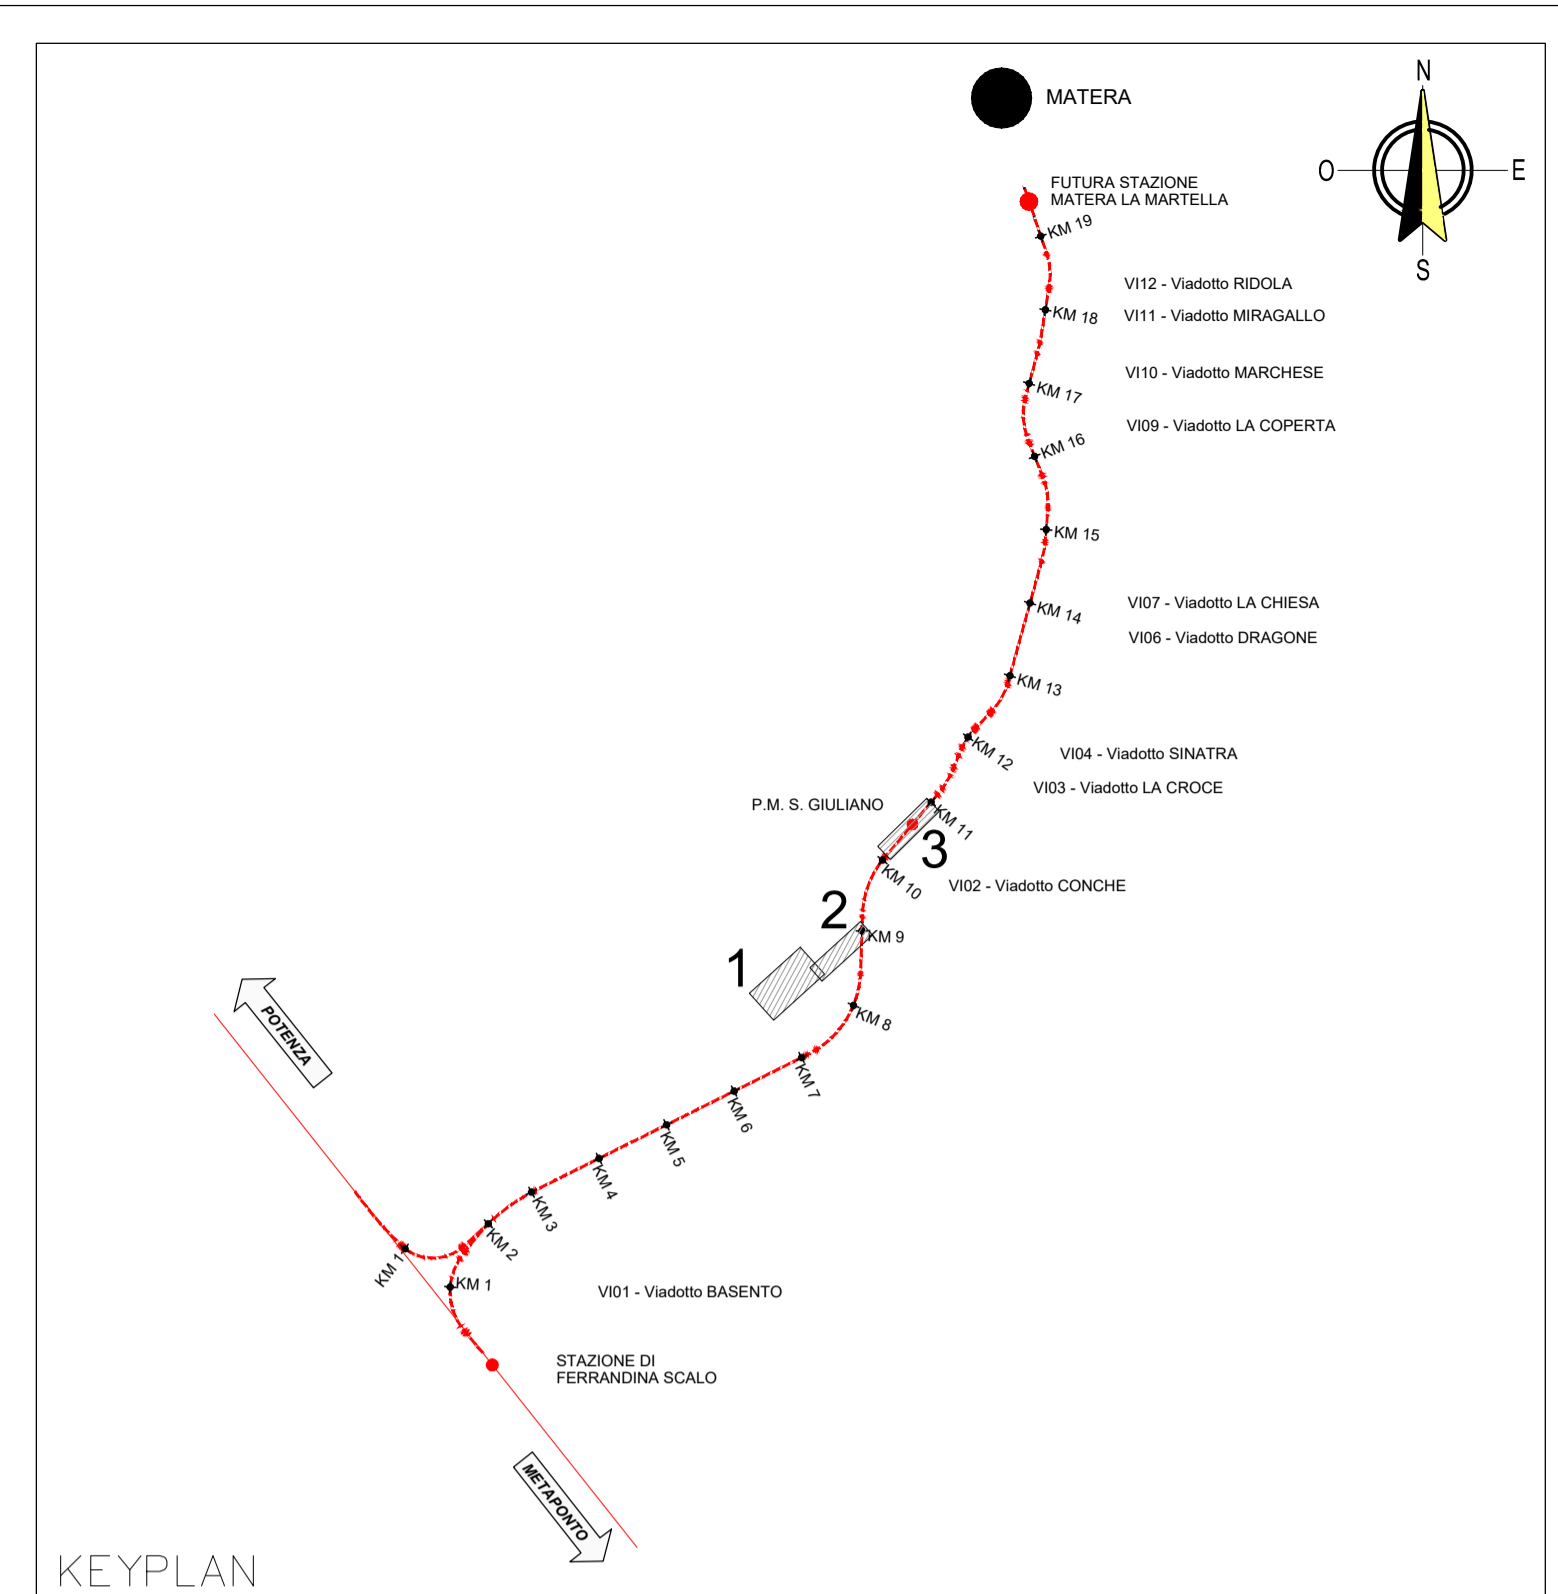 MATERA
N
O
E
S
FUTURA STAZIONE
MATERA LA MARTELLA
KM 19
VI12 - Viadotto RIDOLA
KM 18
VI11 - Viadotto MIRAGALLO
VI10 - Viadotto MARCHESE
KM 17
VI09 - Viadotto LA COPERTA
KM 16
KM 15
VI07 - Viadotto LA CHIESA
KM 14
VI06 - Viadotto DRAGONE
KM 13
KM 12
VI04 - Viadotto SINATRA
VI03 - Viadotto LA CROCE
P.M. S. GIULIANO
KM 11
3
KM 10
VI02 - Viadotto CONCHE
2
KM 9
1
KM 8
POTENZA
KM 7
KM 6
KM 5
KM 4
KM 3
KM 2
KM 1
KM 1
VI01 - Viadotto BASENTO
STAZIONE DI
FERRANDINA SCALO
METAPONTO
KEYPLAN